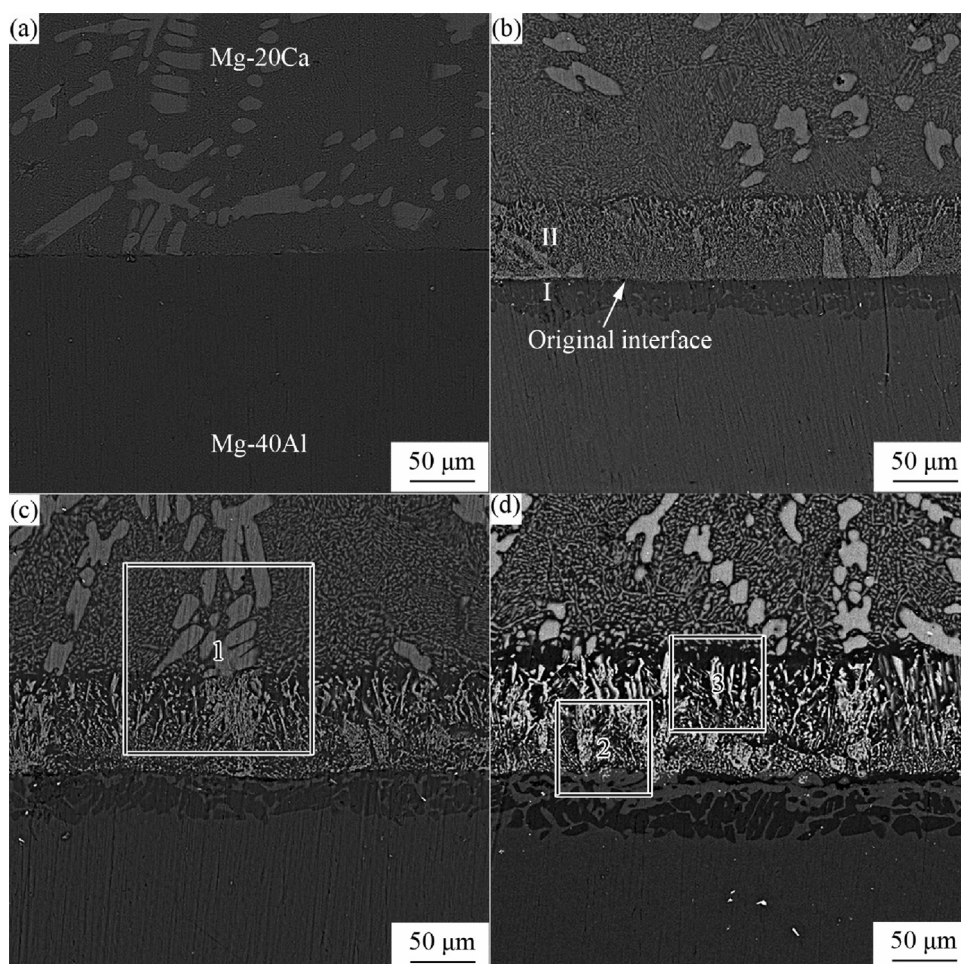 (a)
Mg-20Ca
Mg-40Al
50 μm
(b)
II
I
Original interface
50 μm
(c)
1
50 μm
(d)
3
2
50 μm